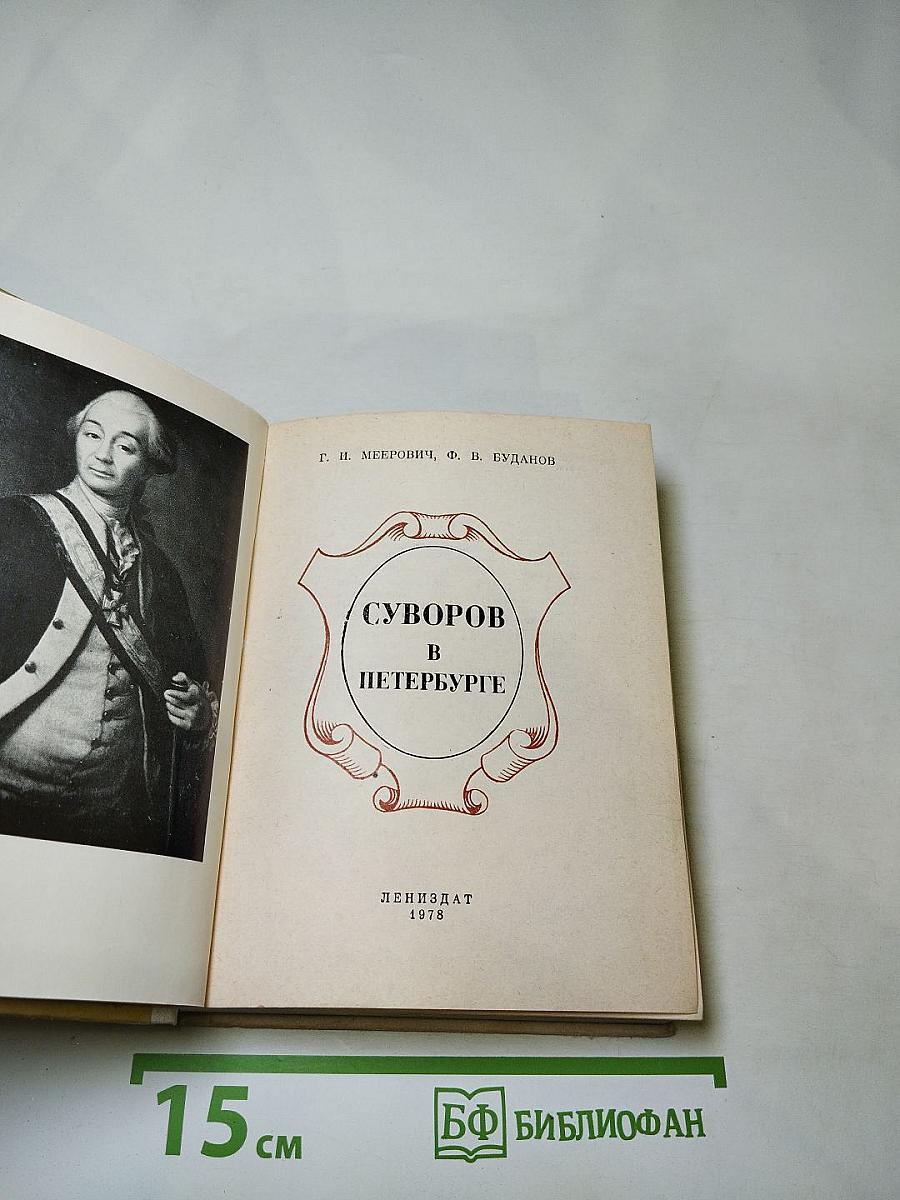 Г. И. МЕЕРОВИЧ, Ф. В. БУДАНОВ
СУВОРОВ
В
ПЕТЕРБУРГЕ
ЛЕНИЗДАТ
1978
15 см
БФ БИБЛИОФАН